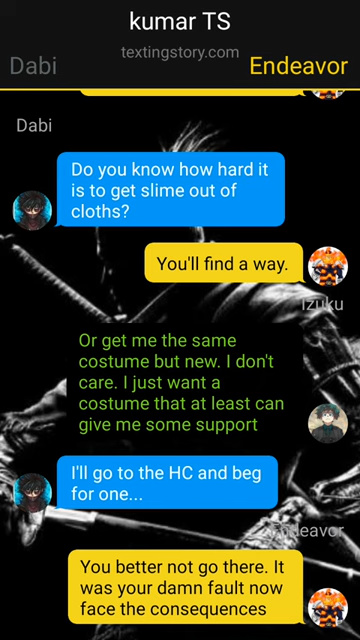 kumar TS
textingstory.com
Dabi
Endeavor
Dabi
Do you know how hard it
is to get slime out of
cloths?
You'll find a way.
Izuku
Or get me the same
costume but new. I don't
care. I just want a
costume that at least can
give me some support
I'll go to the HC and beg
for one...
Endeavor
You better not go there. It
was your damn fault now
face the consequences